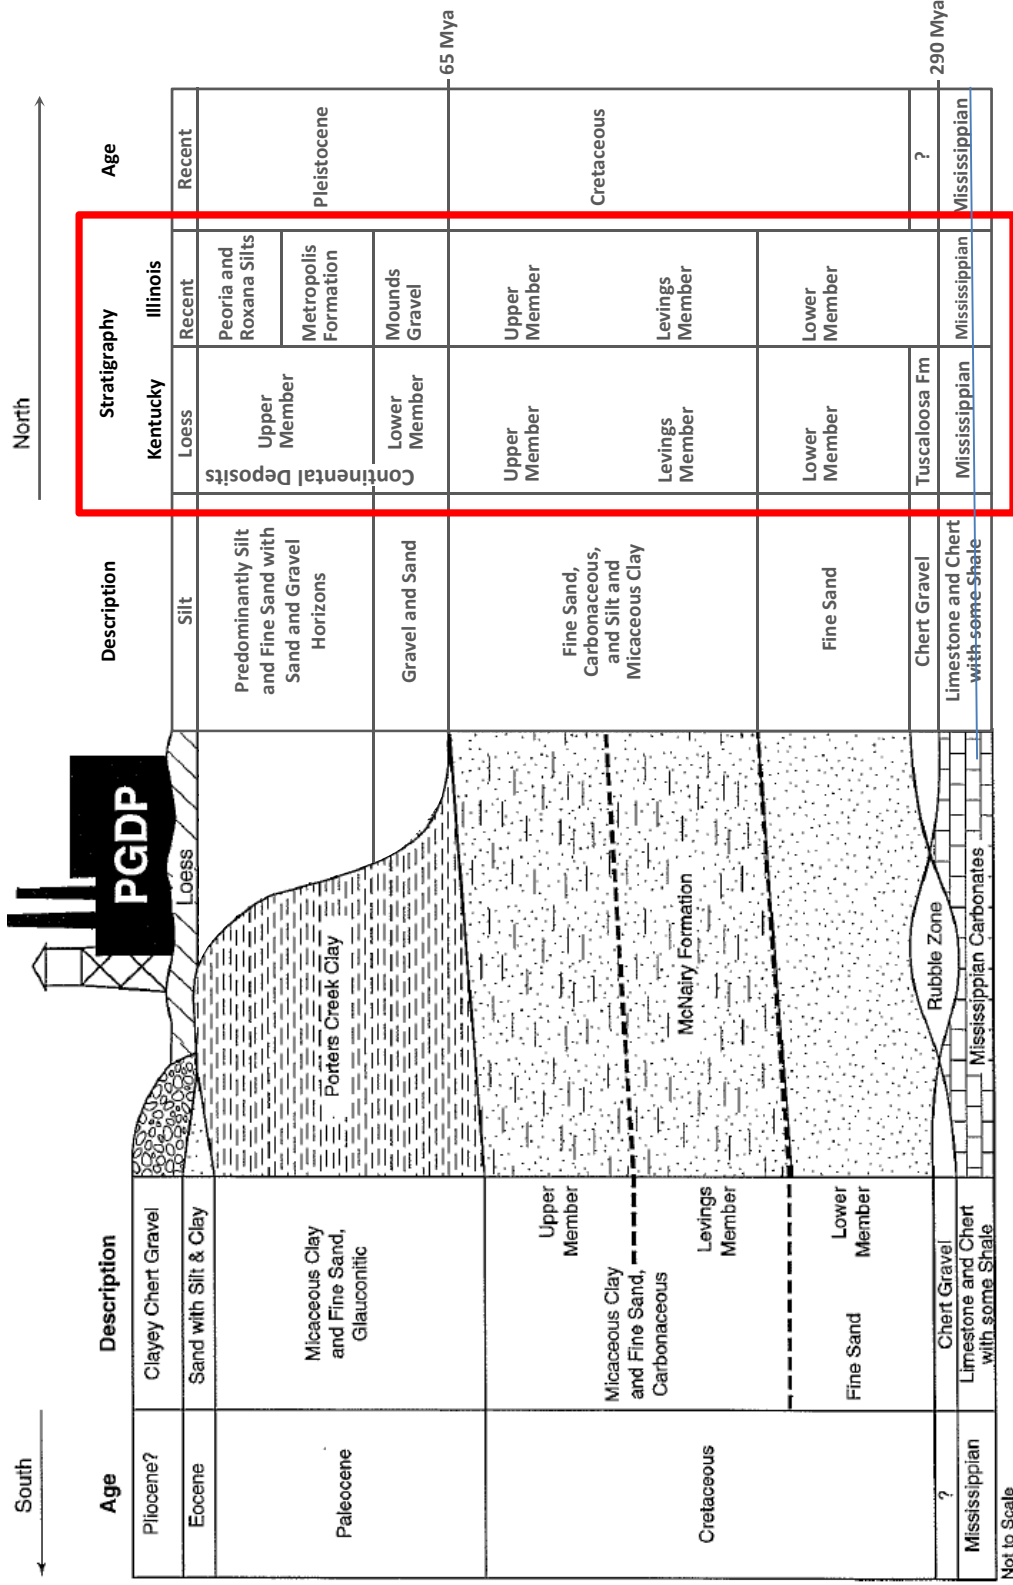 South
North
Age
Description
Description
Stratigraphy
Kentucky
Illinois
Age
Pliocene?
Clayey Chert Gravel
PGDP
Eocene
Sand with Silt & Clay
Loess
Silt
Loess
Recent
Recent
Paleocene
Micaceous Clay
and Fine Sand,
Glauconitic
Porters Creek Clay
Predominantly Silt
and Fine Sand with
Sand and Gravel
Horizons
Continental Deposits
Upper
Member
Peoria and
Roxana Silts
Metropolis
Formation
Pleistocene
Gravel and Sand
Lower
Member
Mounds
Gravel
65 Mya
Cretaceous
Micaceous Clay
and Fine Sand,
Carbonaceous
Upper
Member
Levings
Member
McNairy Formation
Fine Sand,
Carbonaceous,
and Silt and
Micaceous Clay
Upper
Member
Levings
Member
Upper
Member
Levings
Member
Cretaceous
Fine Sand
Lower
Member
Fine Sand
Lower
Member
Lower
Member
?
Chert Gravel
Rubble Zone
Chert Gravel
Tuscaloosa Fm
?
290 Mya
Mississippian
Limestone and Chert
with some Shale
Mississippian Carbonates
Limestone and Chert
with some Shale
Mississippian
Mississippian
Mississippian
Not to Scale